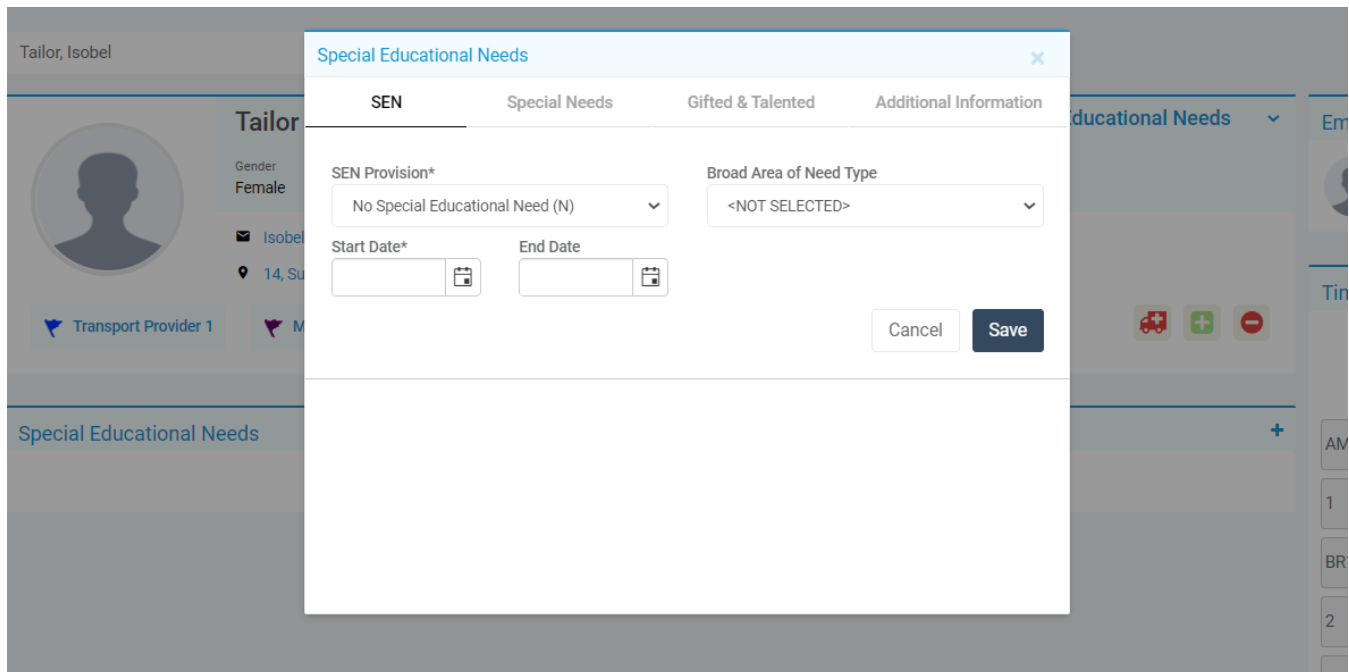 Tailor, Isobel
Special Educational Needs
SEN
Special Needs
Gifted & Talented
Additional Information
Tailor
Educational Needs
Gender
Female
SEN Provision*
No Special Educational Need (N)
Broad Area of Need Type
<NOT SELECTED>
Isobel
Start Date*
End Date
14, Su
Transport Provider 1
M
Cancel
Save
Special Educational Needs
Em
Tim
AM
1
BR
2